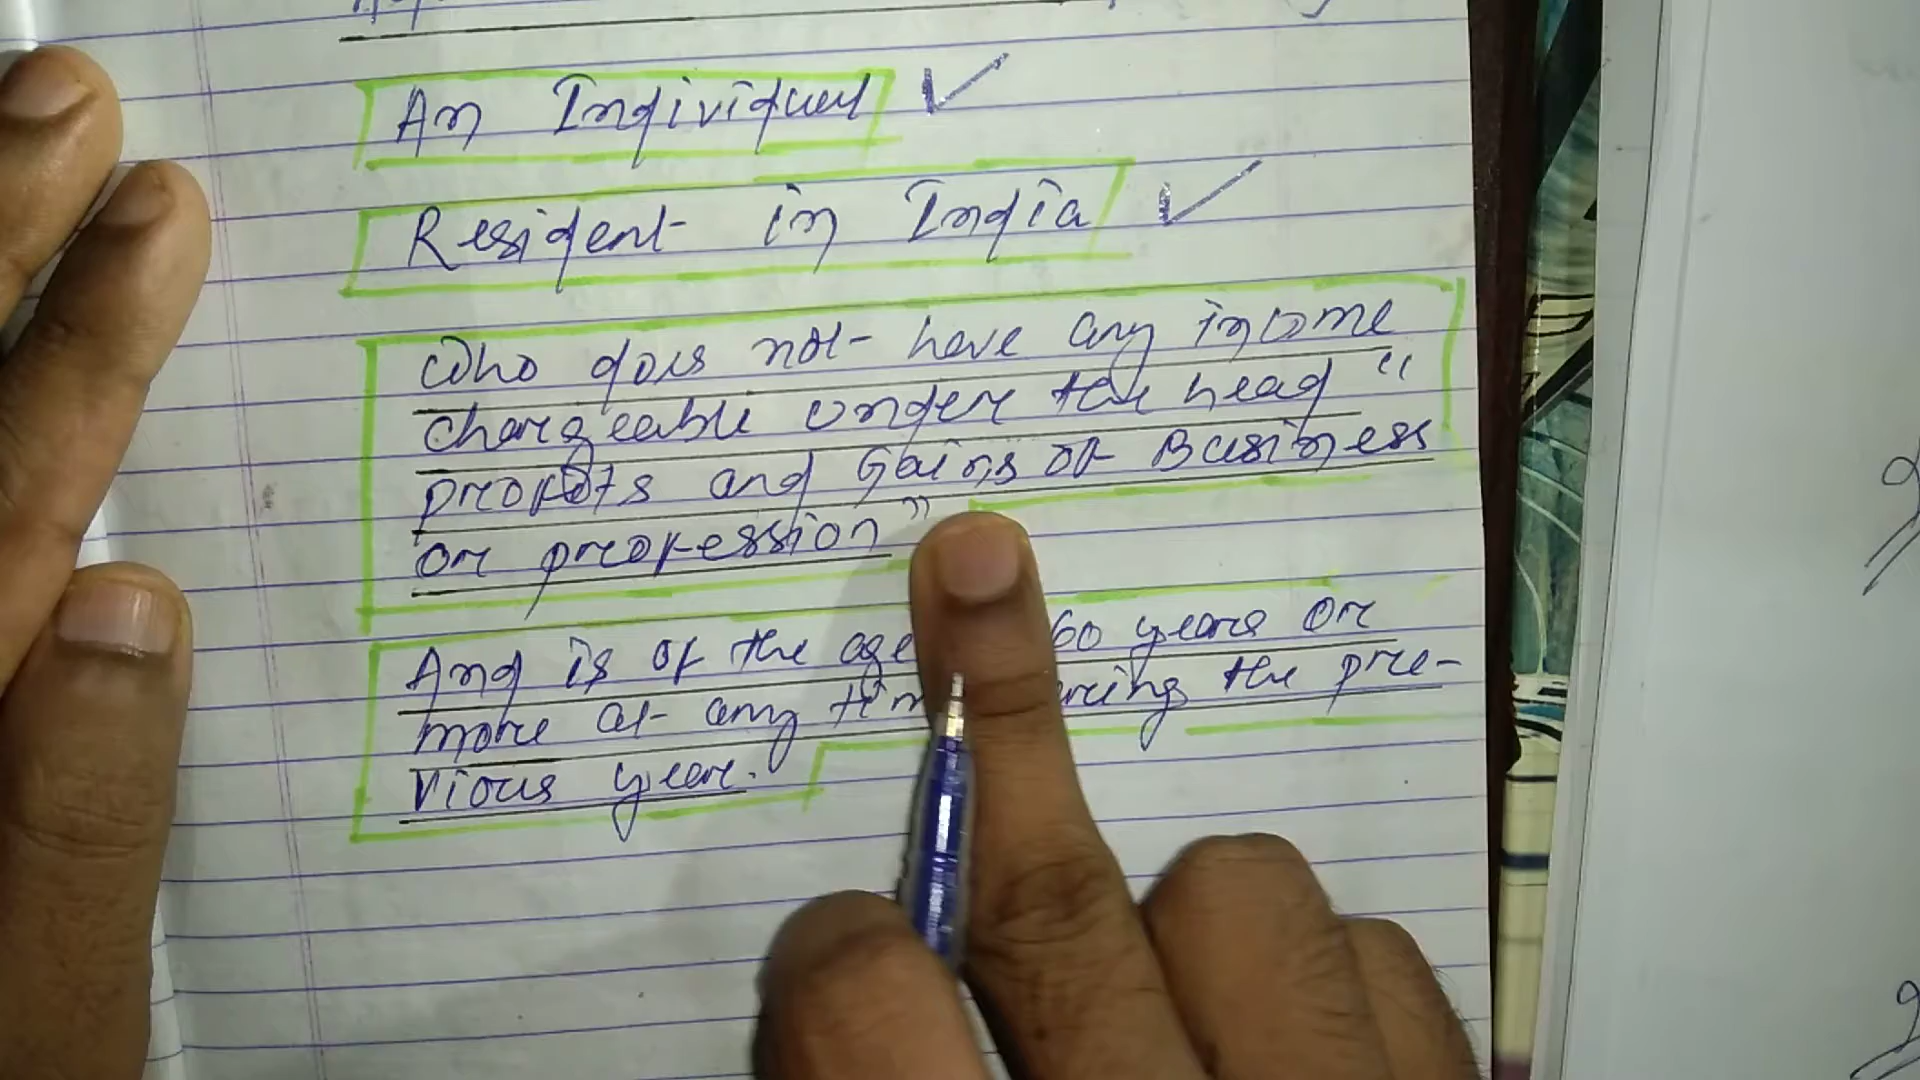 An Individual
Resident in India
Who does not have any income
chargeable under the head "
profits and Gains of Business
or profession"
And is of the age 60 years or
more at any time during the pre-
vious year.